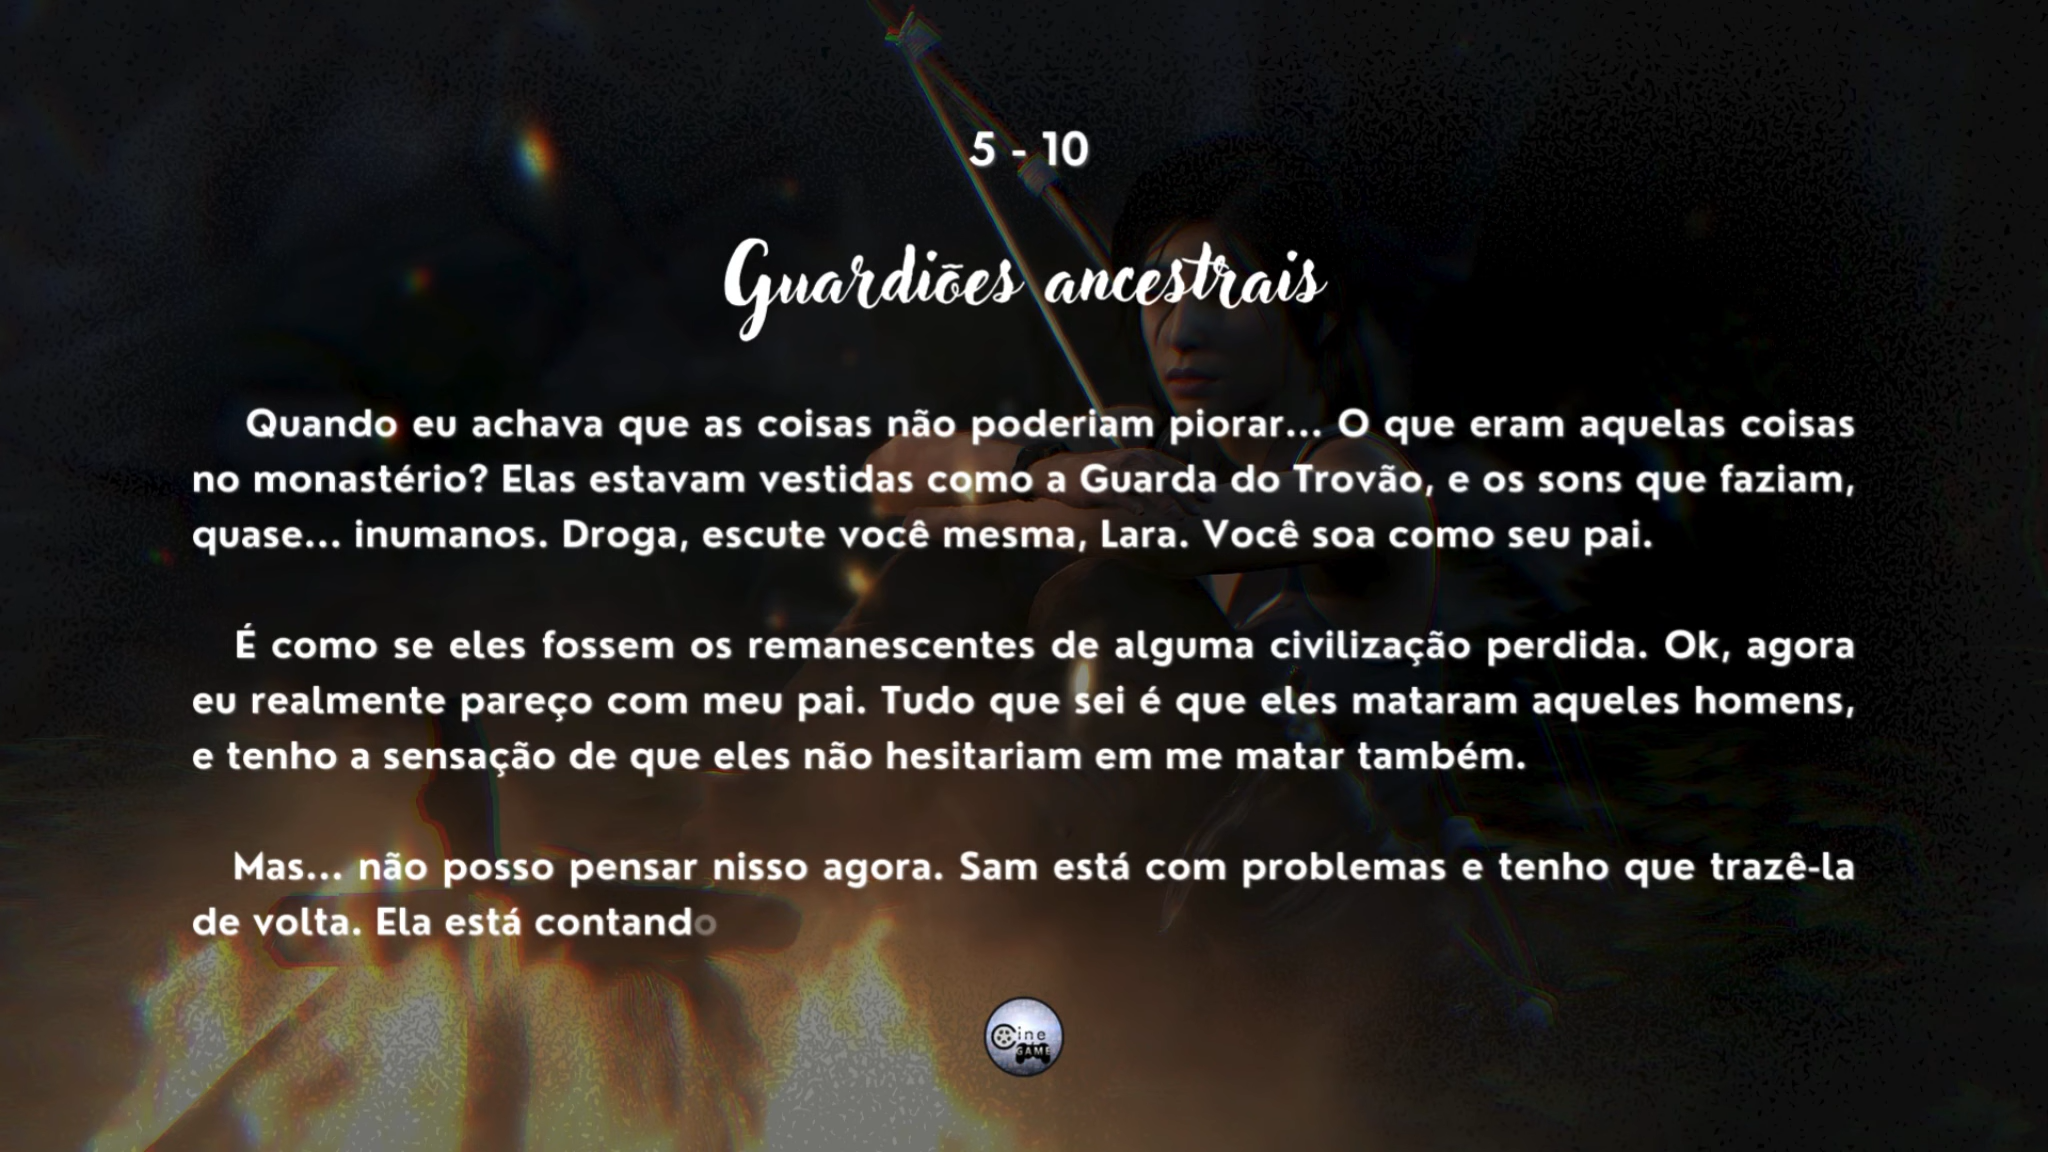 5 - 10
Guardiões ancestrais
Quando eu achava que as coisas não poderiam piorar... O que eram aquelas coisas
no monastério? Elas estavam vestidas como a Guarda do Trovão, e os sons que faziam,
quase... inumanos. Droga, escute você mesma, Lara. Você soa como seu pai.
É como se eles fossem os remanescentes de alguma civilização perdida. Ok, agora
eu realmente pareço com meu pai. Tudo que sei é que eles mataram aqueles homens,
e tenho a sensação de que eles não hesitariam em me matar também.
Mas... não posso pensar nisso agora. Sam está com problemas e tenho que trazê-la
de volta. Ela está contando
Cine
GAME